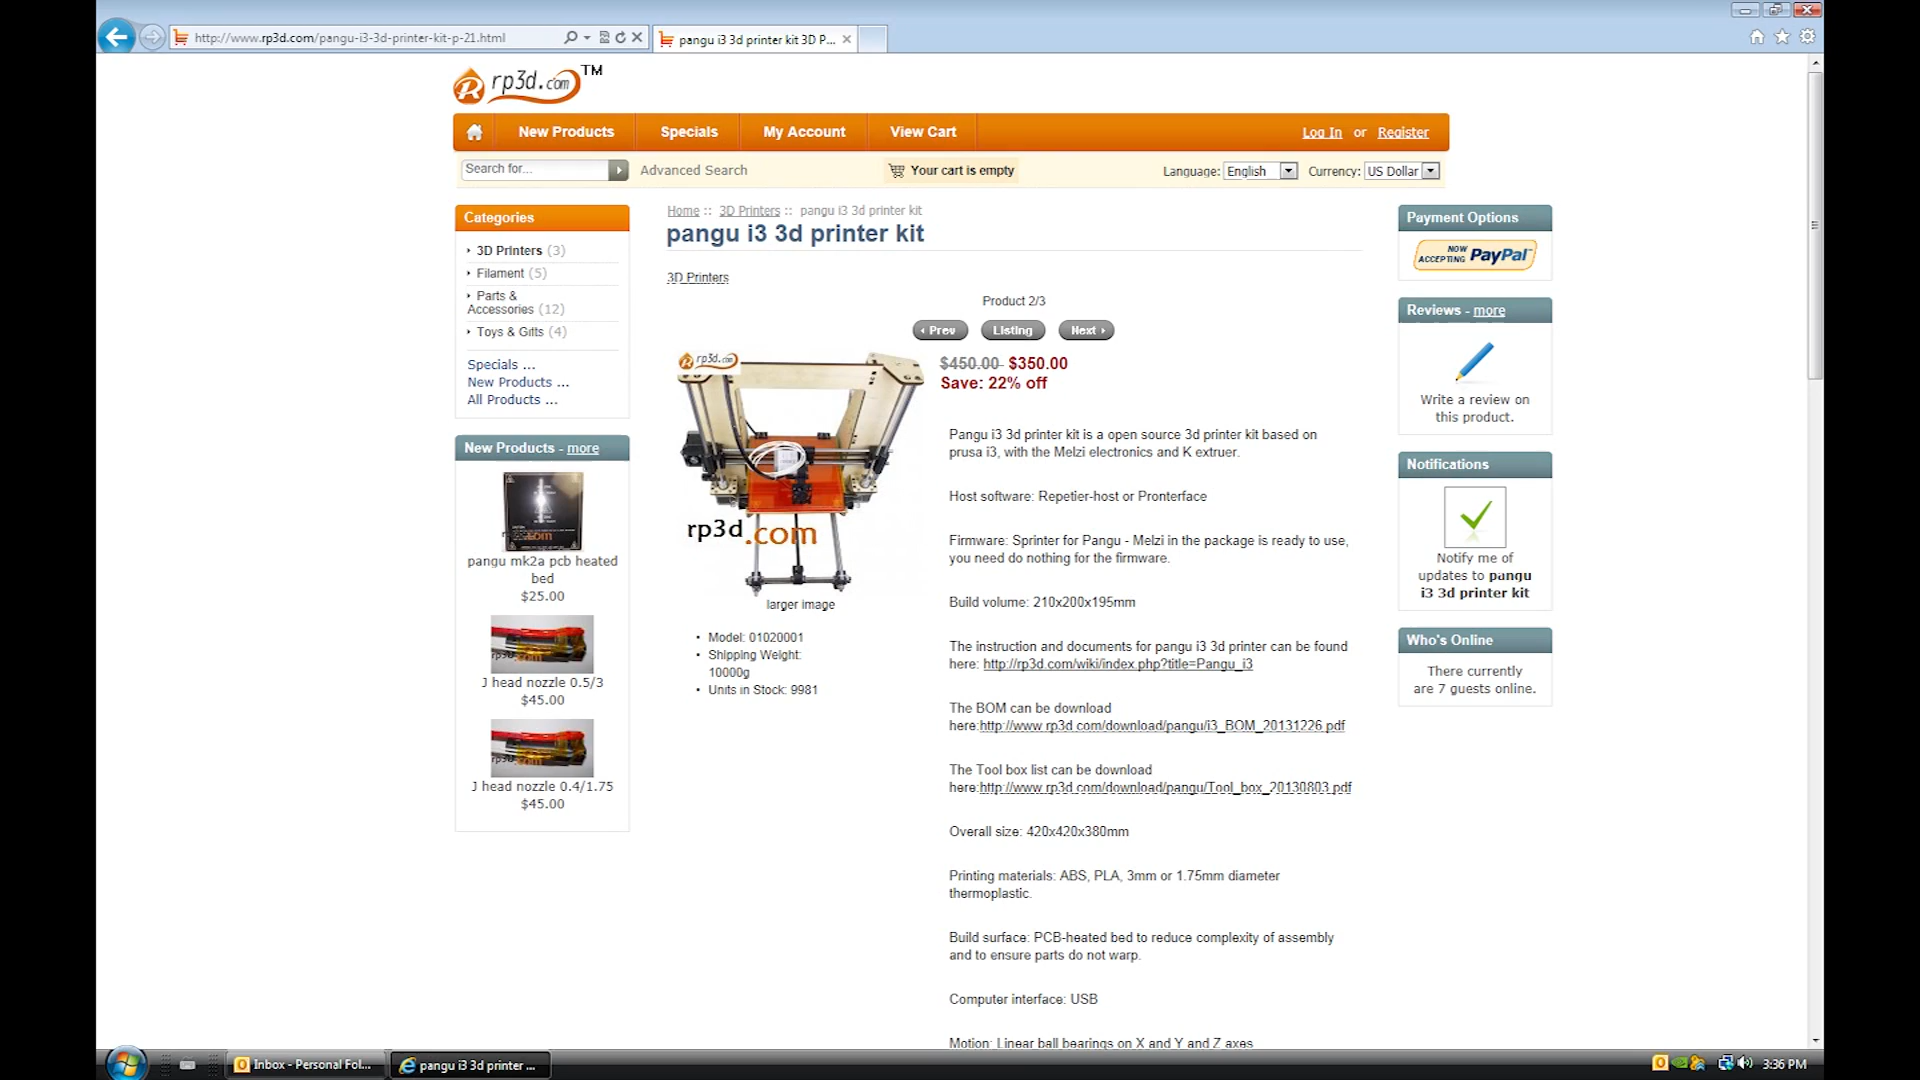 http://www.rp3d.com/pangu-i3-3d-printer-kit-p-21.html
pangu i3 3d printer kit 3D P...
rp3d.com TM
New Products
Specials
My Account
View Cart
Log In or Register
Search for...
Advanced Search
Your cart is empty
Language: English
Currency: US Dollar
Categories
3D Printers (3)
Filament (5)
Parts &
Accessories (12)
Toys & Gifts (4)
Specials ...
New Products ...
All Products ...
New Products - more
pangu mk2a pcb heated
bed
$25.00
J head nozzle 0.5/3
$45.00
J head nozzle 0.4/1.75
$45.00
Home :: 3D Printers :: pangu i3 3d printer kit
pangu i3 3d printer kit
3D Printers
Product 2/3
Prev
Listing
Next
rp3d.com
rp3d.com
larger image
Model: 01020001
Shipping Weight:
10000g
Units in Stock: 9981
$450.00 $350.00
Save: 22% off
Pangu i3 3d printer kit is a open source 3d printer kit based on
prusa i3, with the Melzi electronics and K extruer.
Host software: Repetier-host or Pronterface
Firmware: Sprinter for Pangu - Melzi in the package is ready to use,
you need do nothing for the firmware.
Build volume: 210x200x195mm
The instruction and documents for pangu i3 3d printer can be found
here: http://rp3d.com/wiki/index.php?title=Pangu_i3
The BOM can be download
here:http://www.rp3d.com/download/pangu/i3_BOM_20131226.pdf
The Tool box list can be download
here:http://www.rp3d.com/download/pangu/Tool_box_20130803.pdf
Overall size: 420x420x380mm
Printing materials: ABS, PLA, 3mm or 1.75mm diameter
thermoplastic.
Build surface: PCB-heated bed to reduce complexity of assembly
and to ensure parts do not warp.
Computer interface: USB
Motion: Linear ball bearings on X and Y and Z axes
Payment Options
NOW
ACCEPTING PayPal
Reviews - more
Write a review on
this product.
Notifications
Notify me of
updates to pangu
i3 3d printer kit
Who's Online
There currently
are 7 guests online.
Inbox - Personal Fol...
pangu i3 3d printer ...
3:36 PM